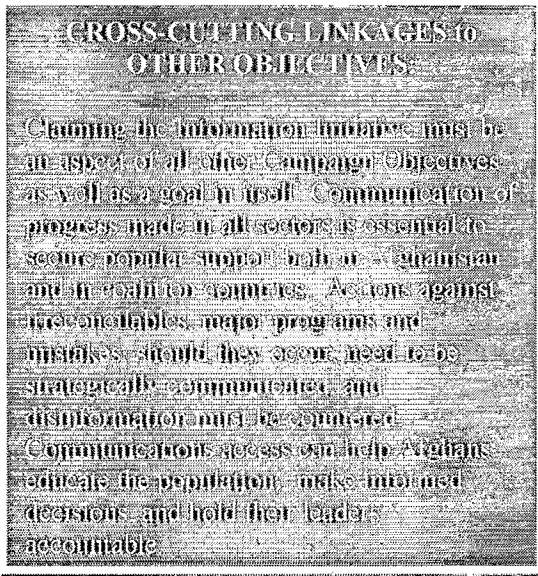 CROSS-CUTTING LINKAGES to
OTHER OBJECTIVES:
Claiming the Information Initiative must be
an aspect of all other Campaign Objectives
as well as a goal in itself. Communication of
progress made in all sectors is essential to
secure popular support both in Afghanistan
and in coalition countries. Actions against
irreconcilables, major programs and
mistakes, should they occur, need to be
strategically communicated, and
disinformation must be countered.
Communications access can help Afghans
educate the population, make informed
decisions, and hold their leaders
accountable.